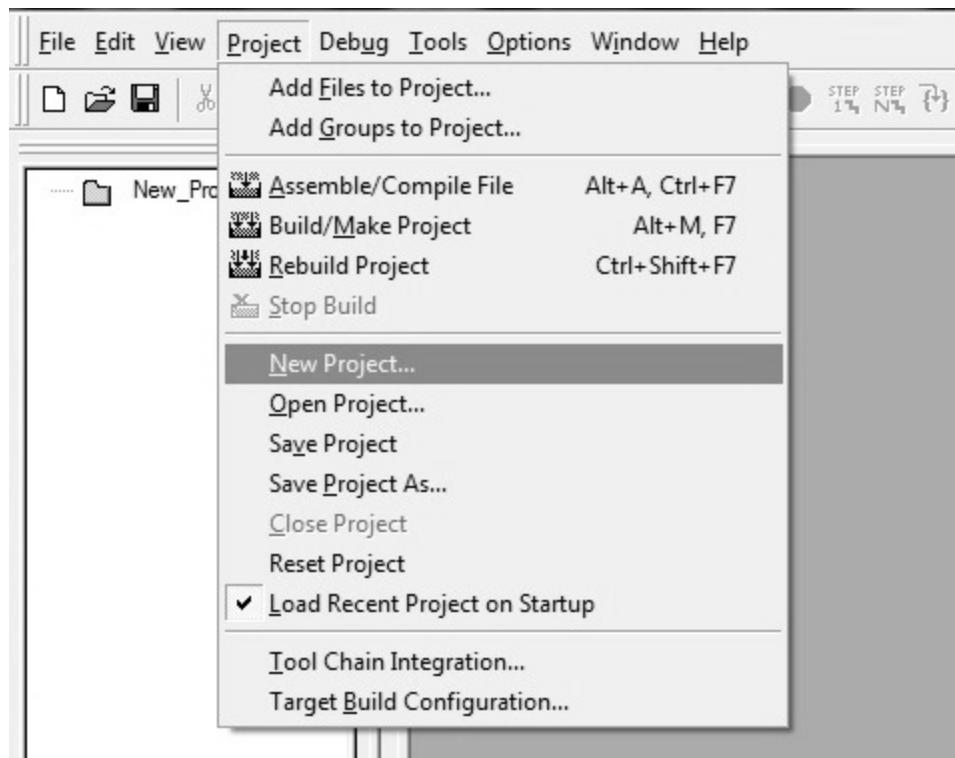 File Edit View Project Debug Tools Options Window Help
STEP 1 STEP N
Add Files to Project...
Add Groups to Project...
New_Pro
Assemble/Compile File Alt+A, Ctrl+F7
Build/Make Project Alt+M, F7
Rebuild Project Ctrl+Shift+F7
Stop Build
New Project...
Open Project...
Save Project
Save Project As...
Close Project
Reset Project
Load Recent Project on Startup
Tool Chain Integration...
Target Build Configuration...